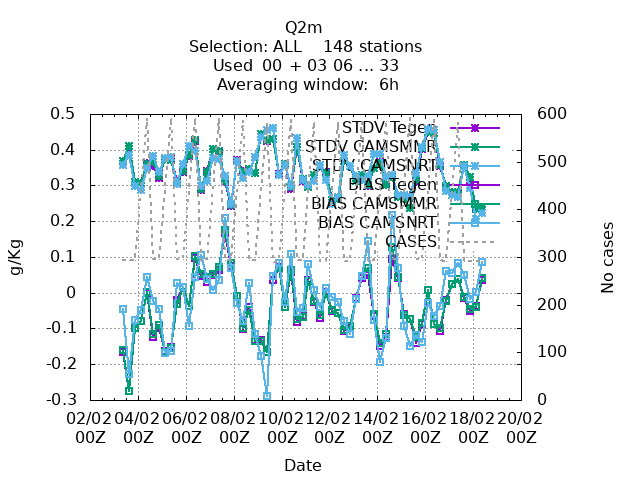 Q2m
Selection: ALL    148 stations
Used  00 + 03 06 ... 33
Averaging window:  6h
0.5
0.4
0.3
0.2
0.1
0
-0.1
-0.2
-0.3
g/Kg
STDV Tegen
STDV CAMSMMR
STDV CAMSNRT
BIAS Tegen
BIAS CAMSMMR
BIAS CAMSNRT
CASES
600
500
400
300
200
100
0
No cases
02/02 04/02 06/02 08/02 10/02 12/02 14/02 16/02 18/02 20/02
00Z 00Z 00Z 00Z 00Z 00Z 00Z 00Z 00Z 00Z
Date